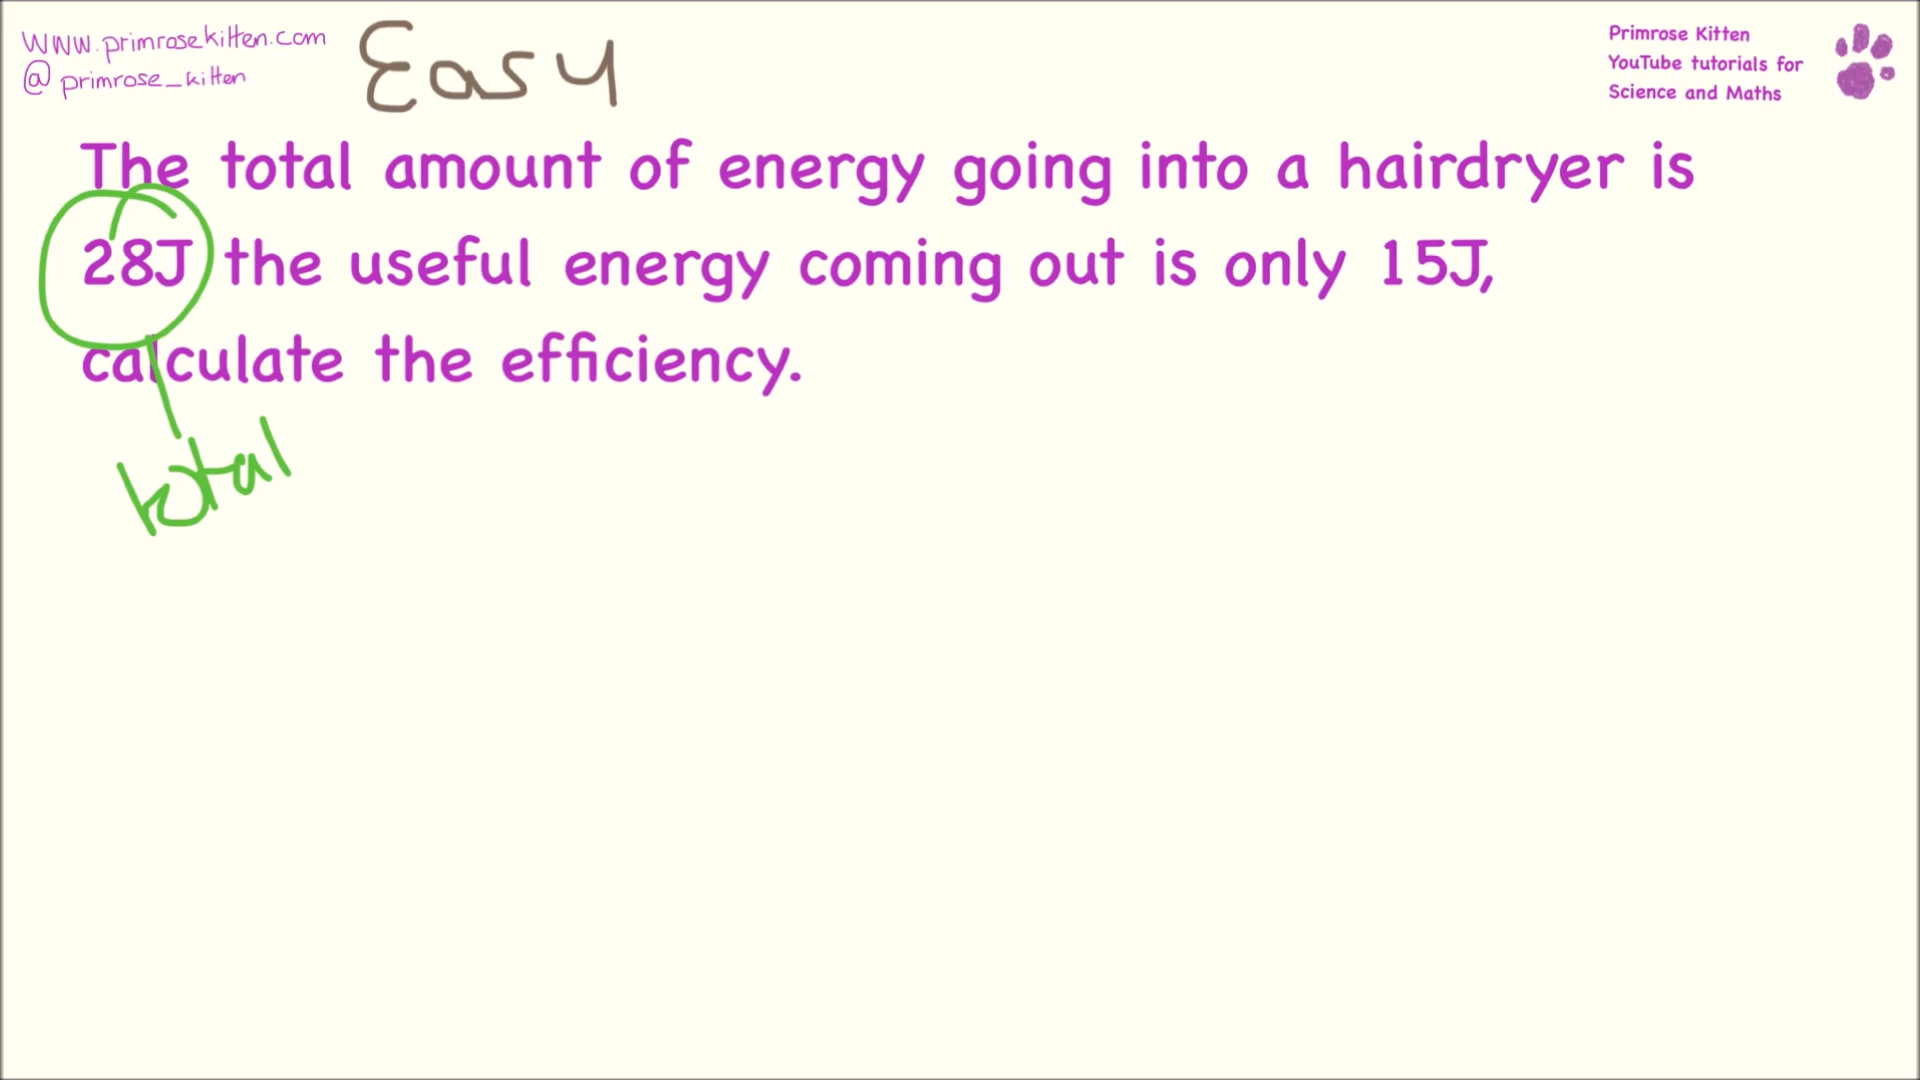 www.primrosekitten.com
@primrose_kitten
Easy
Primrose Kitten
YouTube tutorials for
Science and Maths
The total amount of energy going into a hairdryer is
28J the useful energy coming out is only 15J,
calculate the efficiency.
total